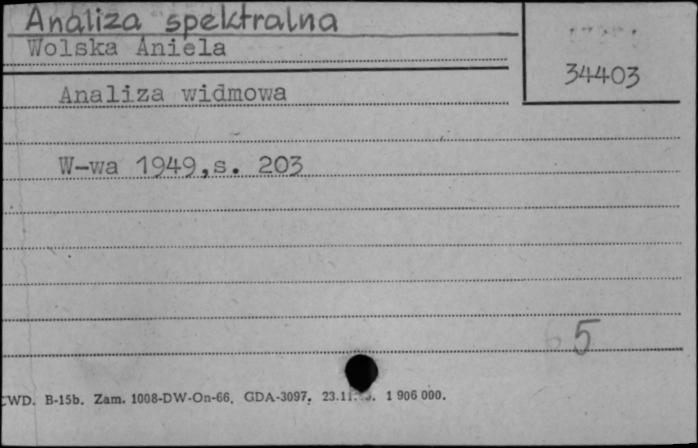 Analiza spektralna
Wolska Aniela
34403
Analiza widmowa
W-wa 1949,s. 203
5
CWD. B-15b. Zam. 1008-DW-On-66. GDA-3097. 1 906 000.